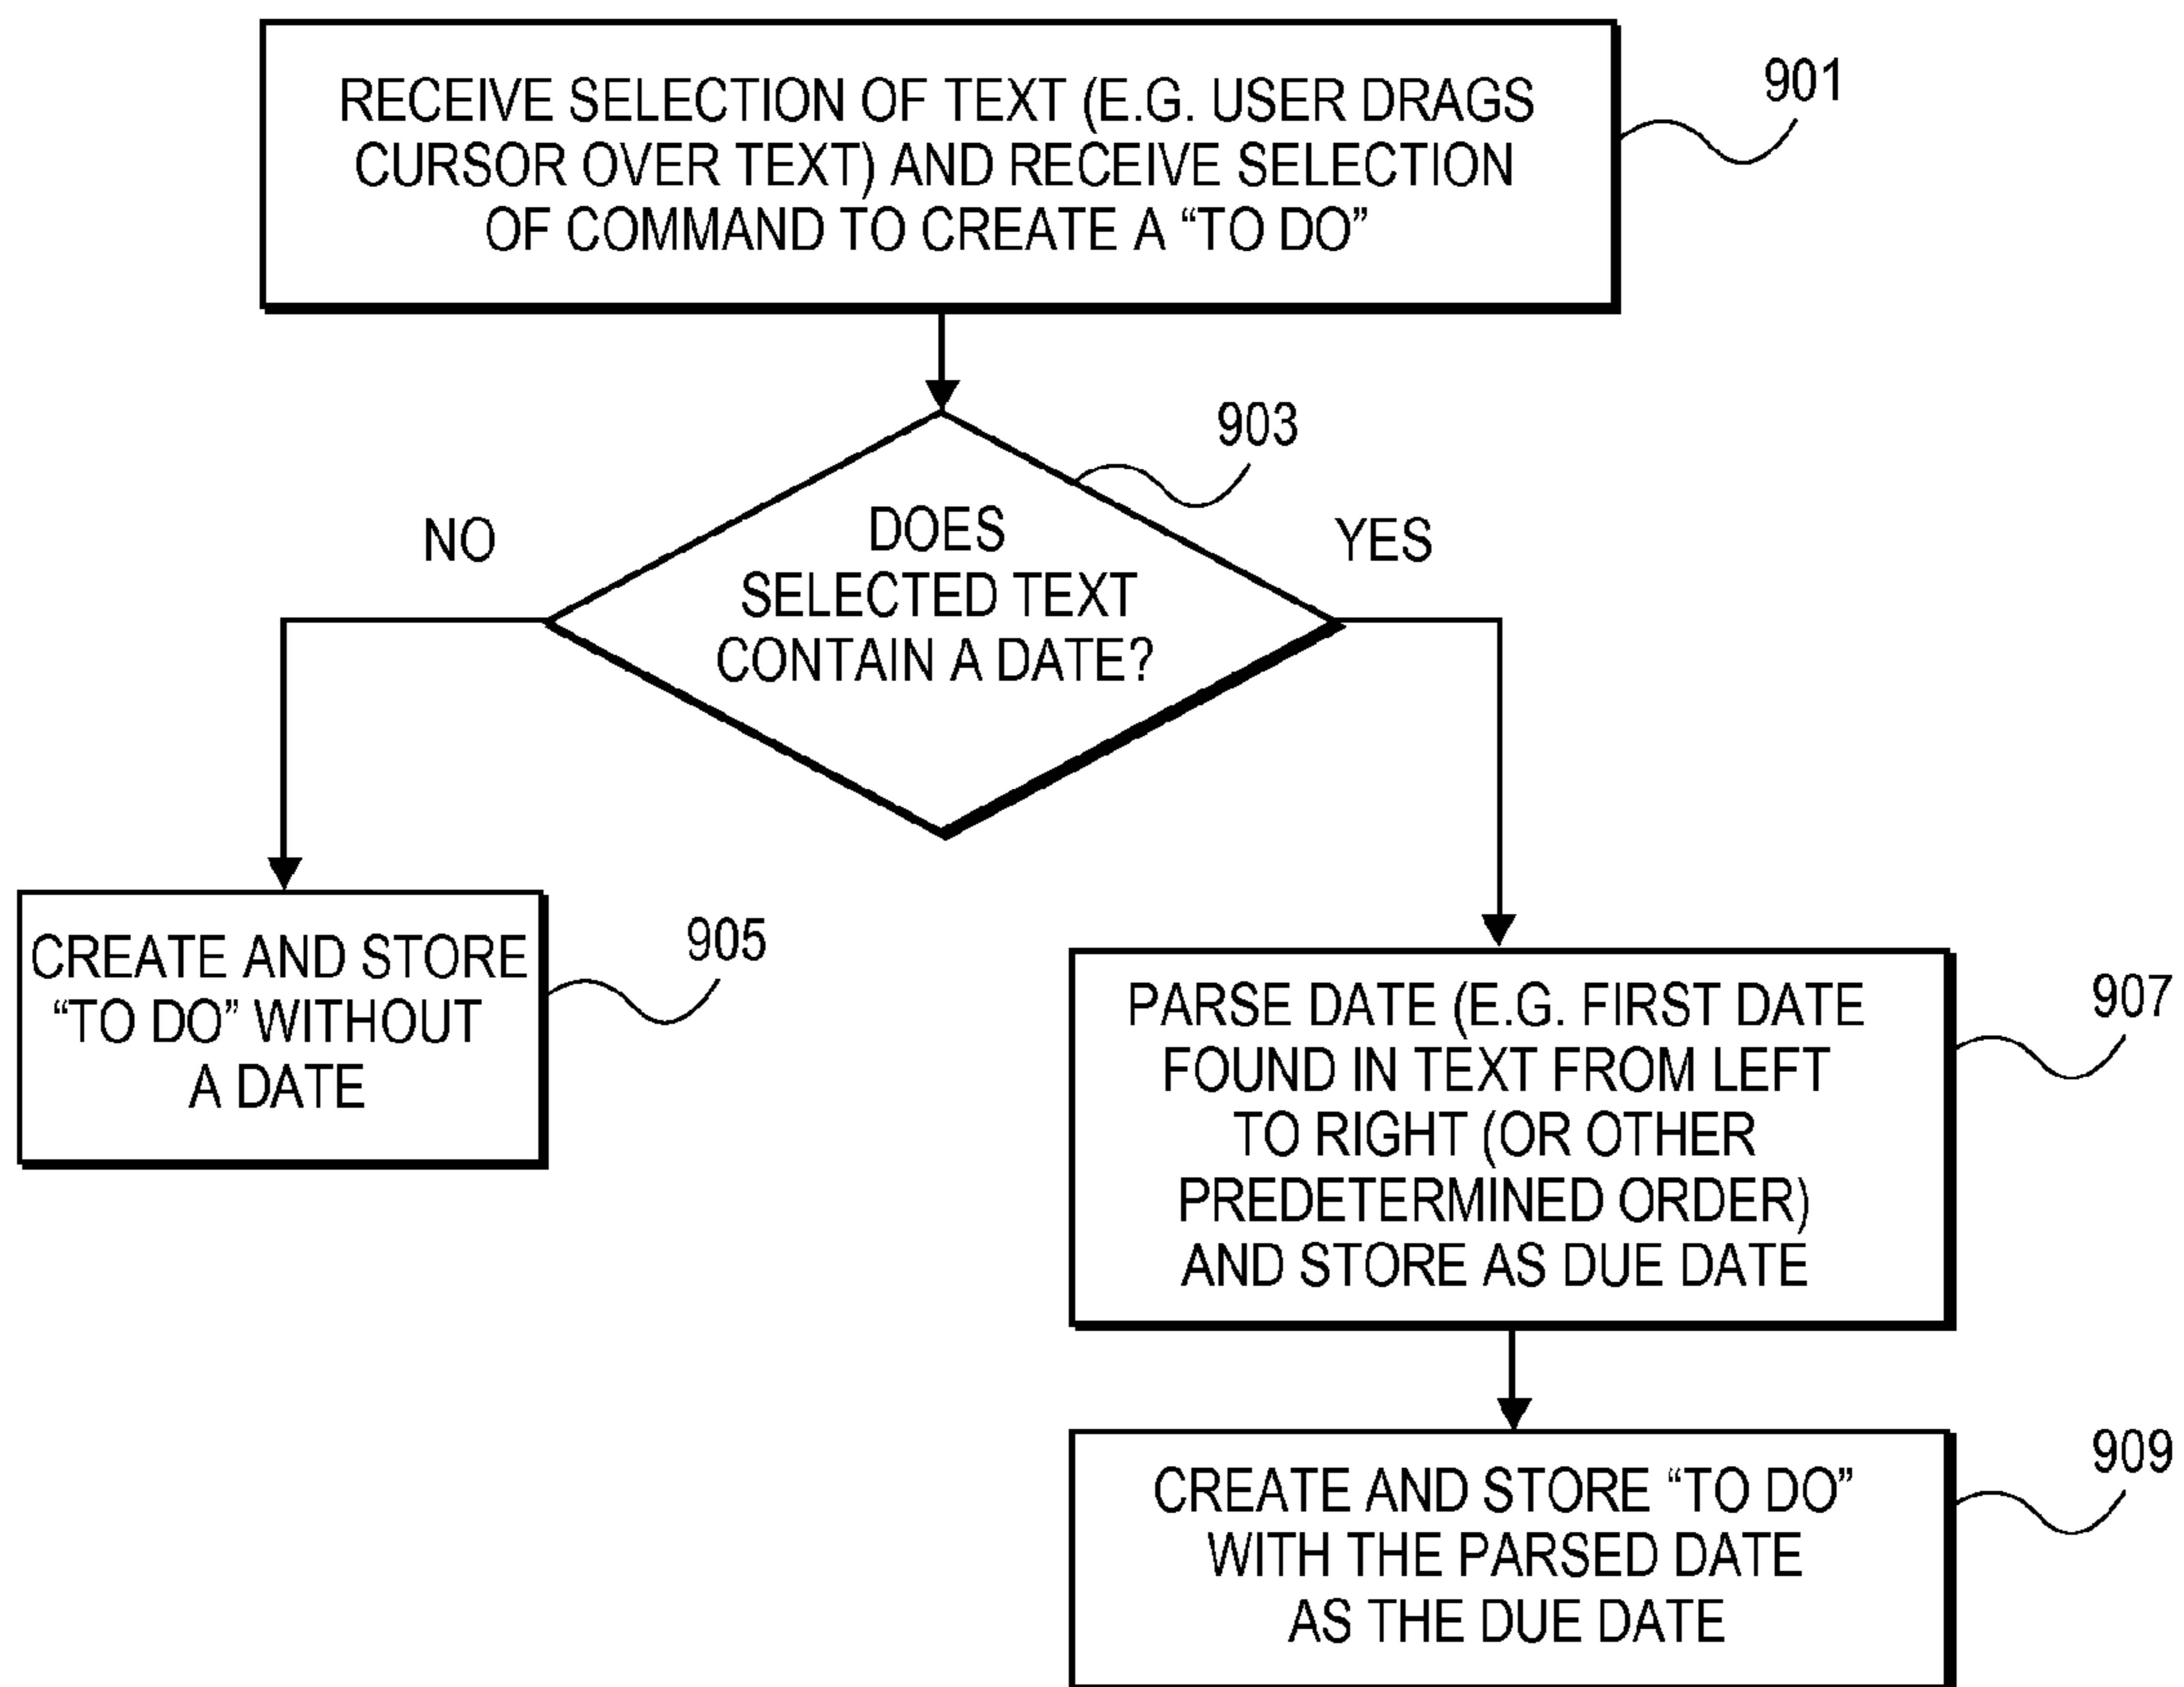 RECEIVE SELECTION OF TEXT (E.G. USER DRAGS
CURSOR OVER TEXT) AND RECEIVE SELECTION
OF COMMAND TO CREATE A “TO DO”
901
903
DOES
SELECTED TEXT
CONTAIN A DATE?
NO
YES
CREATE AND STORE
“TO DO” WITHOUT
A DATE
905
PARSE DATE (E.G. FIRST DATE
FOUND IN TEXT FROM LEFT
TO RIGHT (OR OTHER
PREDETERMINED ORDER)
AND STORE AS DUE DATE
907
CREATE AND STORE “TO DO”
WITH THE PARSED DATE
AS THE DUE DATE
909